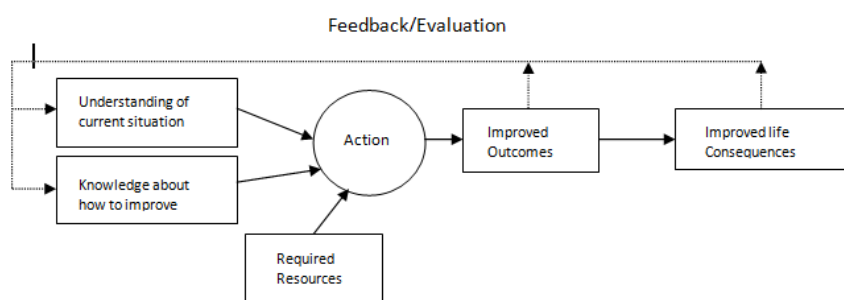 Feedback/Evaluation
Understanding of
current situation
Action
Improved
Outcomes
Improved life
Consequences
Knowledge about
how to improve
Required
Resources